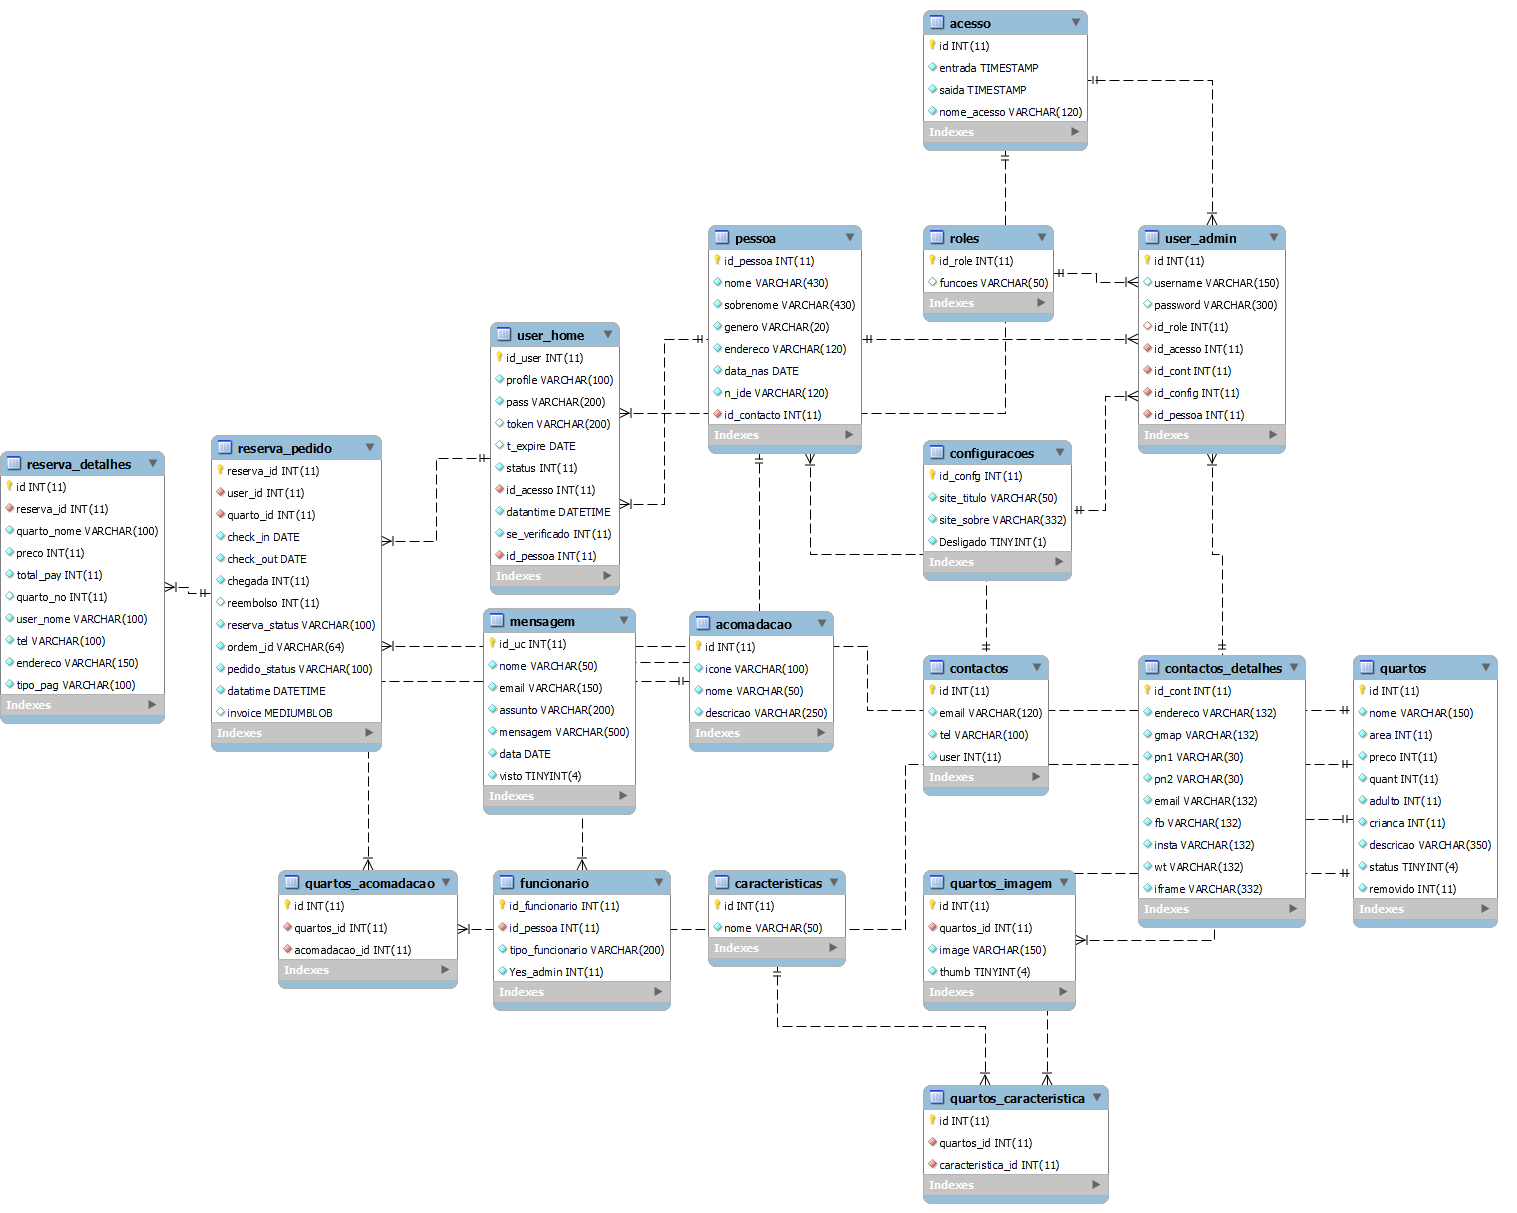 acesso
id INT(11)
entrada TIMESTAMP
saida TIMESTAMP
nome_acesso VARCHAR(120)
Indexes
pessoa
id_pessoa INT(11)
nome VARCHAR(430)
sobrenome VARCHAR(430)
genero VARCHAR(20)
endereco VARCHAR(120)
data_nas DATE
n_ide VARCHAR(120)
id_contacto INT(11)
Indexes
roles
id_role INT(11)
funcoes VARCHAR(50)
Indexes
user_admin
id INT(11)
username VARCHAR(150)
password VARCHAR(300)
id_role INT(11)
id_acesso INT(11)
id_cont INT(11)
id_config INT(11)
id_pessoa INT(11)
Indexes
user_home
id_user INT(11)
profile VARCHAR(100)
pass VARCHAR(200)
token VARCHAR(200)
t_expire DATE
status INT(11)
id_acesso INT(11)
datantime DATETIME
se_verificado INT(11)
id_pessoa INT(11)
Indexes
reserva_detalhes
id INT(11)
reserva_id INT(11)
quarto_nome VARCHAR(100)
preco INT(11)
total_pay INT(11)
quarto_no INT(11)
user_nome VARCHAR(100)
tel VARCHAR(100)
endereco VARCHAR(150)
tipo_pag VARCHAR(100)
Indexes
reserva_pedido
reserva_id INT(11)
user_id INT(11)
quarto_id INT(11)
check_in DATE
check_out DATE
chegada INT(11)
reembolso INT(11)
reserva_status VARCHAR(100)
ordem_id VARCHAR(64)
pedido_status VARCHAR(100)
datatime DATETIME
invoice MEDIUMBLOB
Indexes
configuracoes
id_confg INT(11)
site_titulo VARCHAR(50)
site_sobre VARCHAR(332)
Desligado TINYINT(1)
Indexes
mensagem
id_uc INT(11)
nome VARCHAR(50)
email VARCHAR(150)
assunto VARCHAR(200)
mensagem VARCHAR(500)
data DATE
visto TINYINT(4)
Indexes
acomadacao
id INT(11)
icone VARCHAR(100)
nome VARCHAR(50)
descricao VARCHAR(250)
Indexes
contactos
id INT(11)
email VARCHAR(120)
tel VARCHAR(100)
user INT(11)
Indexes
contactos_detalhes
id_cont INT(11)
endereco VARCHAR(132)
gmap VARCHAR(132)
pn1 VARCHAR(30)
pn2 VARCHAR(30)
email VARCHAR(132)
fb VARCHAR(132)
insta VARCHAR(132)
wt VARCHAR(132)
iframe VARCHAR(332)
Indexes
quartos
id INT(11)
nome VARCHAR(150)
area INT(11)
preco INT(11)
quant INT(11)
adulto INT(11)
crianca INT(11)
descricao VARCHAR(350)
status TINYINT(4)
removido INT(11)
Indexes
quartos_acomadacao
id INT(11)
quartos_id INT(11)
acomadacao_id INT(11)
Indexes
funcionario
id_funcionario INT(11)
id_pessoa INT(11)
tipo_funcionario VARCHAR(200)
Yes_admin INT(11)
Indexes
caracteristicas
id INT(11)
nome VARCHAR(50)
Indexes
quartos_imagem
id INT(11)
quartos_id INT(11)
image VARCHAR(150)
thumb TINYINT(4)
Indexes
quartos_caracteristica
id INT(11)
quartos_id INT(11)
caracteristica_id INT(11)
Indexes